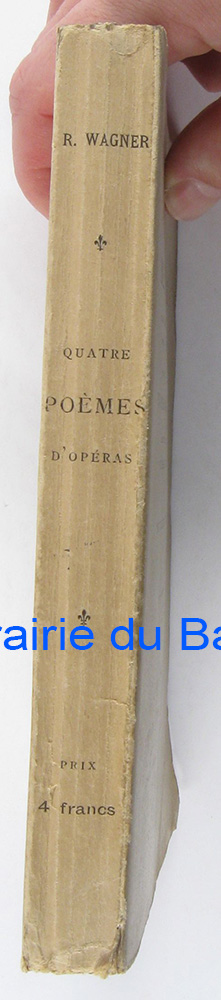 R. WAGNER
QUATRE
POÈMES
D'OPÉRAS
rairie du Ba
PRIX
4 francs